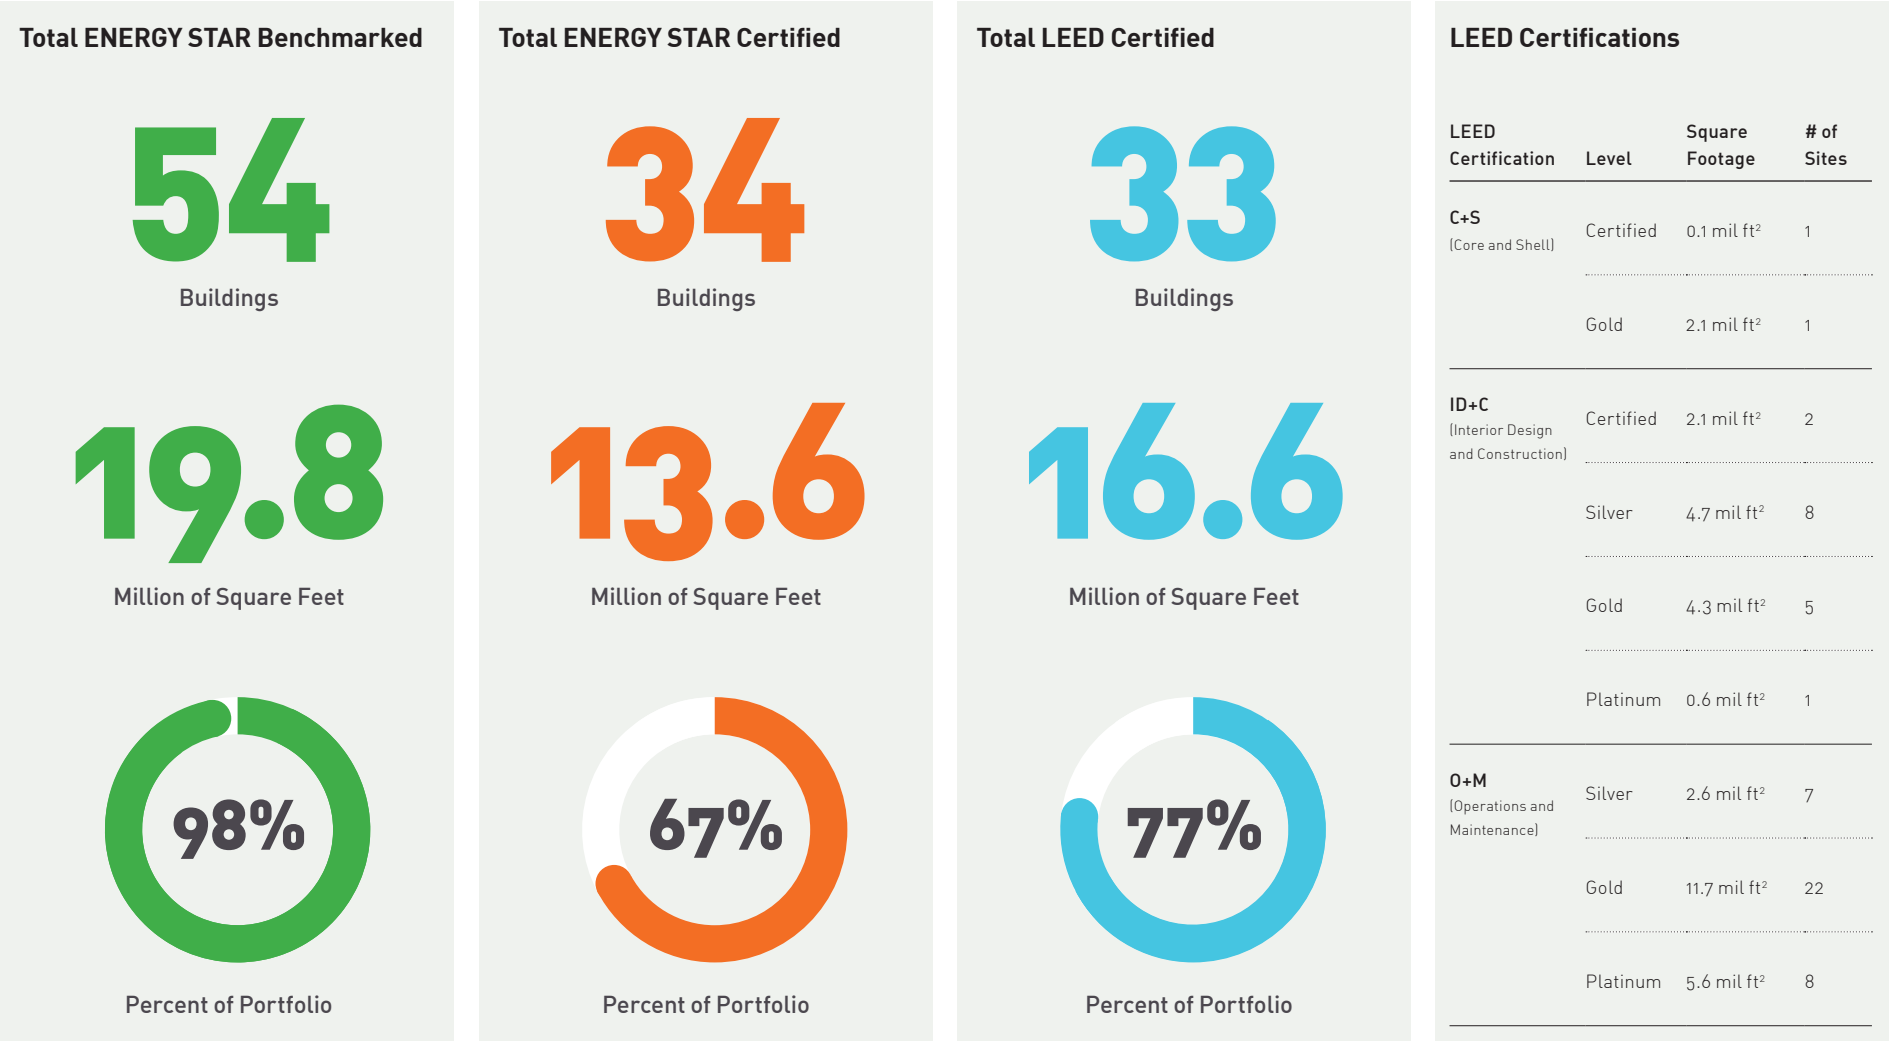 Total ENERGY STAR Benchmarked
54
Buildings
19.8
Million of Square Feet
98%
Percent of Portfolio
Total ENERGY STAR Certified
34
Buildings
13.6
Million of Square Feet
67%
Percent of Portfolio
Total LEED Certified
33
Buildings
16.6
Million of Square Feet
77%
Percent of Portfolio
LEED Certifications
LEED Certification Level Square Footage # of Sites
C+S
(Core and Shell)
Certified 0.1 mil ft² 1
Gold 2.1 mil ft² 1
ID+C
(Interior Design
and Construction)
Certified 2.1 mil ft² 2
Silver 4.7 mil ft² 8
Gold 4.3 mil ft² 5
Platinum 0.6 mil ft² 1
O+M
(Operations and
Maintenance)
Silver 2.6 mil ft² 7
Gold 11.7 mil ft² 22
Platinum 5.6 mil ft² 8